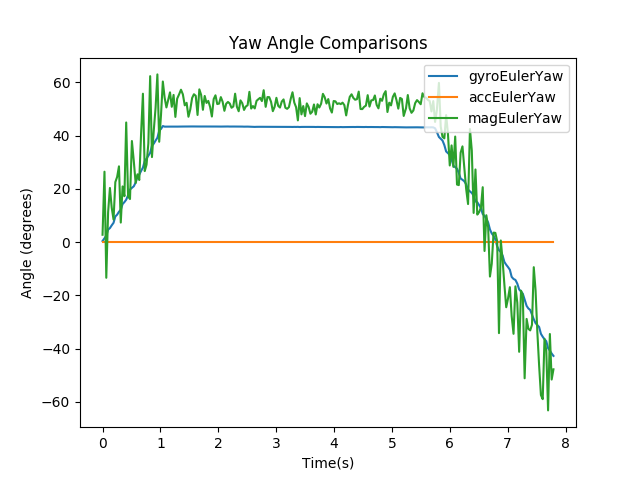 Yaw Angle Comparisons
gyroEulerYaw
accEulerYaw
magEulerYaw
Angle (degrees)
60
40
20
0
−20
−40
−60
0 1 2 3 4 5 6 7 8
Time(s)